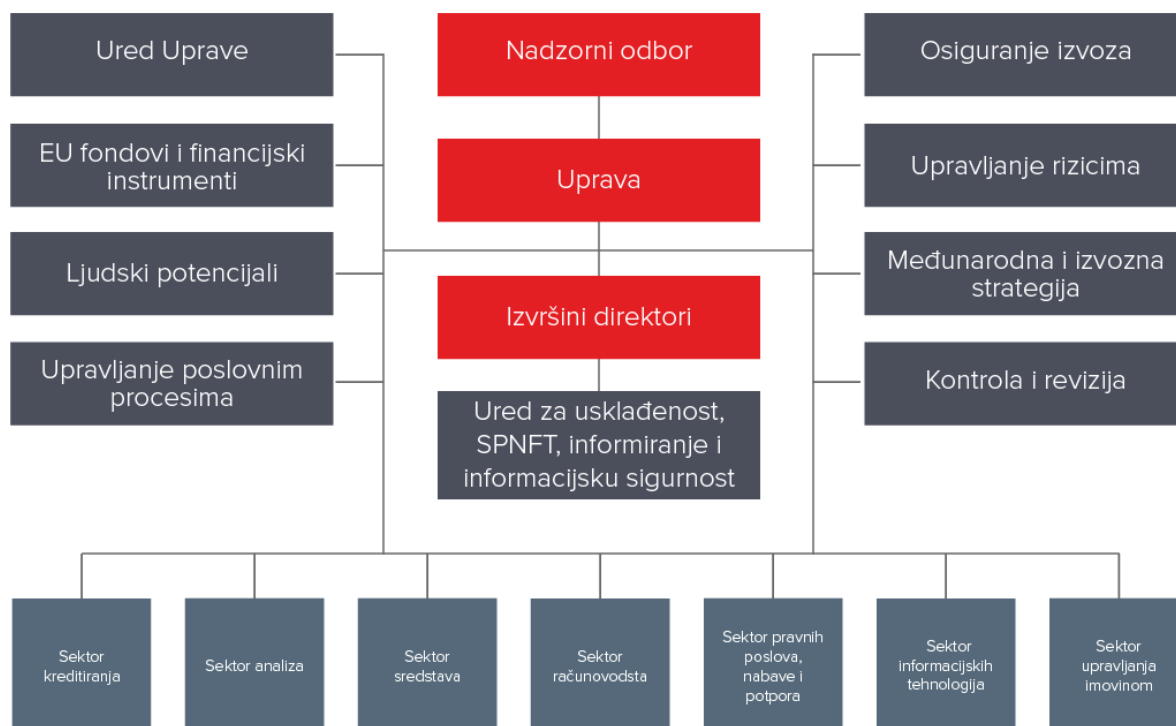 Ured Uprave
Nadzorni odbor
Osiguranje izvoza
EU fondovi i financijski
instrumenti
Uprava
Upravljanje rizicima
Ljudski potencijali
Izvršini direktori
Međunarodna i izvozna
strategija
Upravljanje poslovnim
procesima
Ured za usklađenost,
SPNFT, informiranje i
informacijsku sigurnost
Kontrola i revizija
Sektor
kreditiranja
Sektor analiza
Sektor
sredstava
Sektor
računovodsta
Sektor pravnih
poslova,
nabave i
potpora
Sektor
informacijskih
tehnologija
Sektor
upravljanja
imovinom